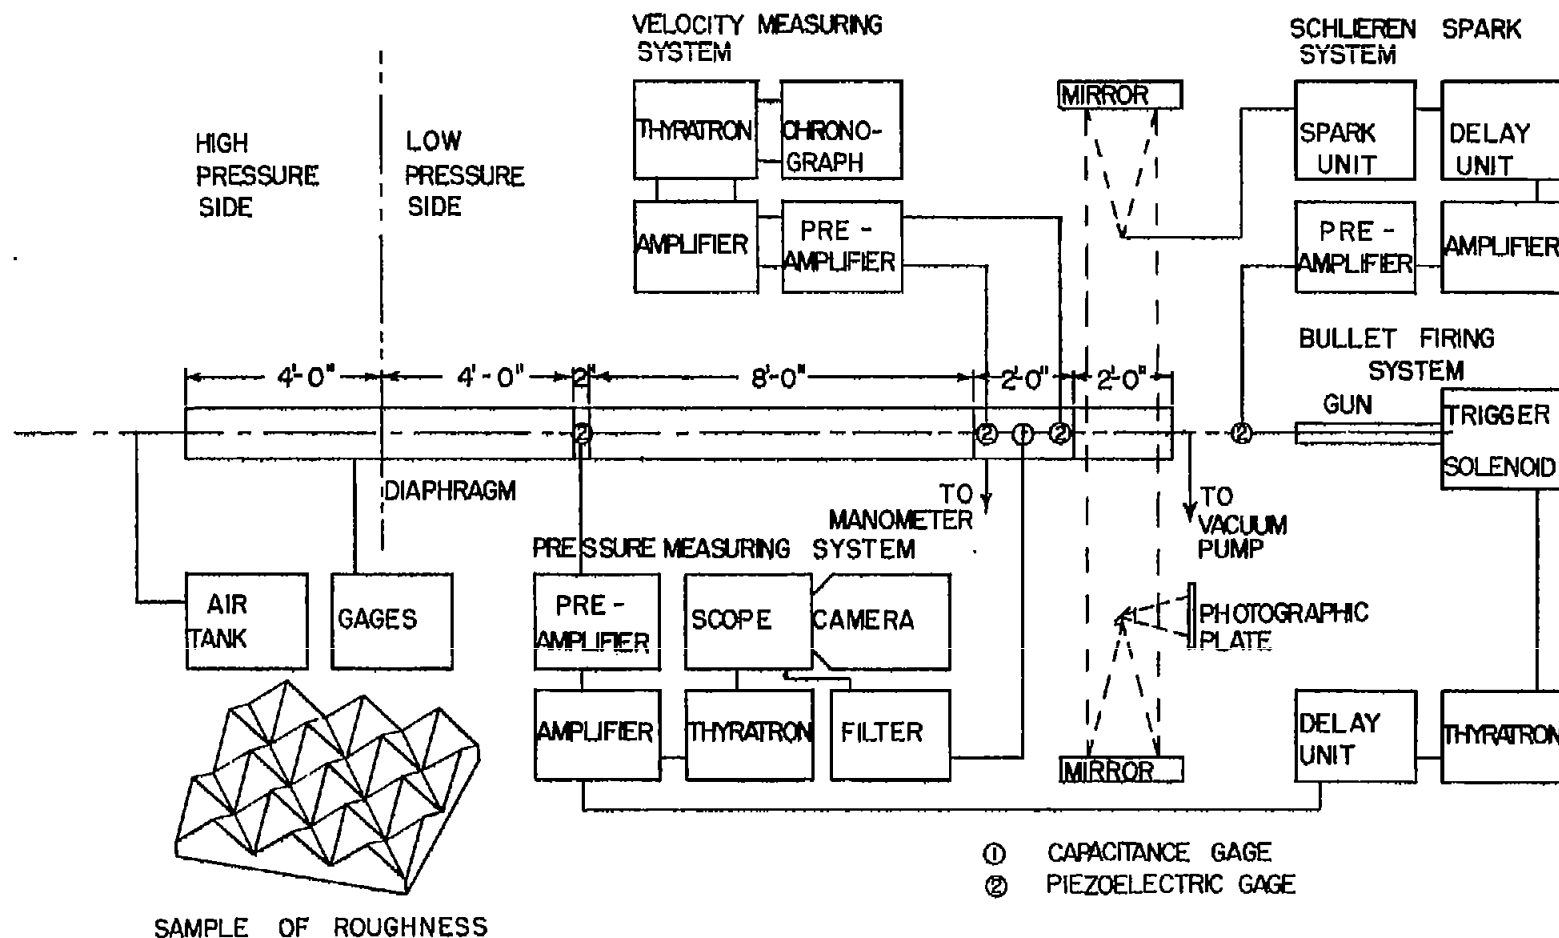 VELOCITY MEASURING
SYSTEM
THYRATRON
CHRONO-
GRAPH
AMPLIFIER
PRE-
AMPLIFIER
MIRROR
SCHLIEREN SPARK
SYSTEM
SPARK
UNIT
DELAY
UNIT
PRE-
AMPLIFIER
AMPLIFIER
HIGH
PRESSURE
SIDE
LOW
PRESSURE
SIDE
BULLET FIRING
SYSTEM
GUN
TRIGGER
SOLENOID
4'-0"
4'-0"
2"
8'-0"
2'-0"
2'-0"
②
②
①
②
②
DIAPHRAGM
TO
MANOMETER
TO
VACUUM
PUMP
PRESSURE MEASURING SYSTEM
AIR
TANK
GAGES
PRE-
AMPLIFIER
SCOPE
CAMERA
PHOTOGRAPHIC
PLATE
AMPLIFIER
THYRATRON
FILTER
MIRROR
DELAY
UNIT
THYRATRON
① CAPACITANCE GAGE
② PIEZOELECTRIC GAGE
SAMPLE OF ROUGHNESS